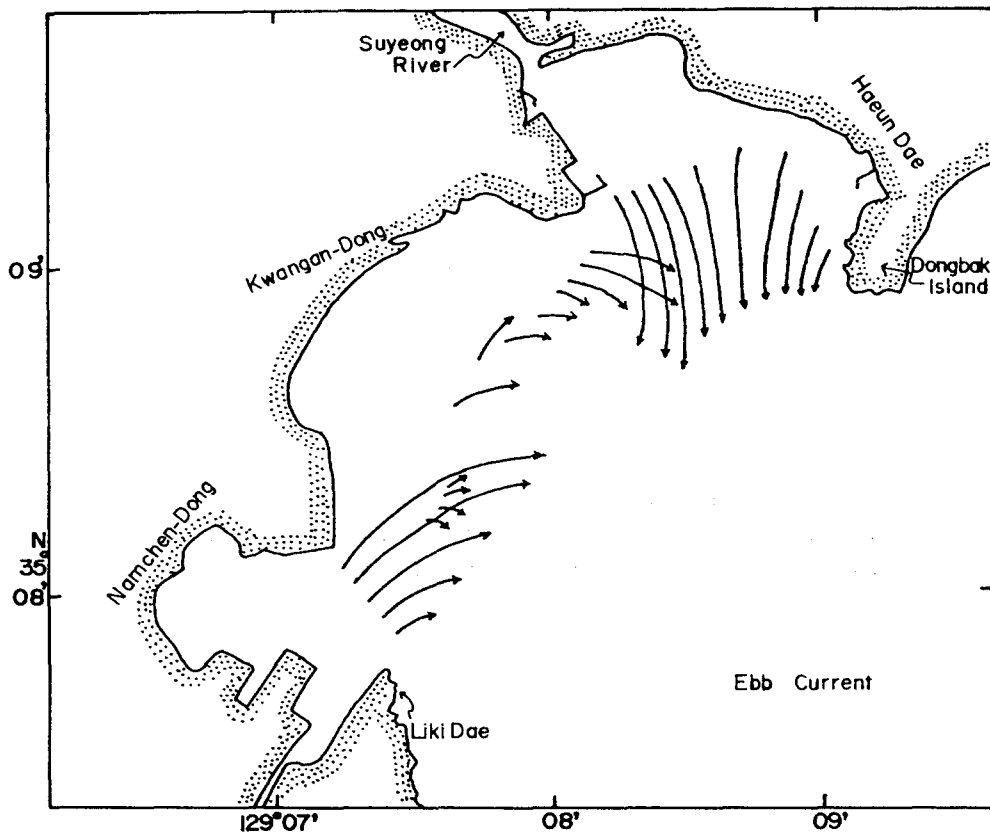 Suyeong
River
Haeun Dae
Kwangan-Dong
09'
Dongbak
Island
Namchen-Dong
N
35°
08'
Ebb Current
Liki Dae
129°07'
08'
09'